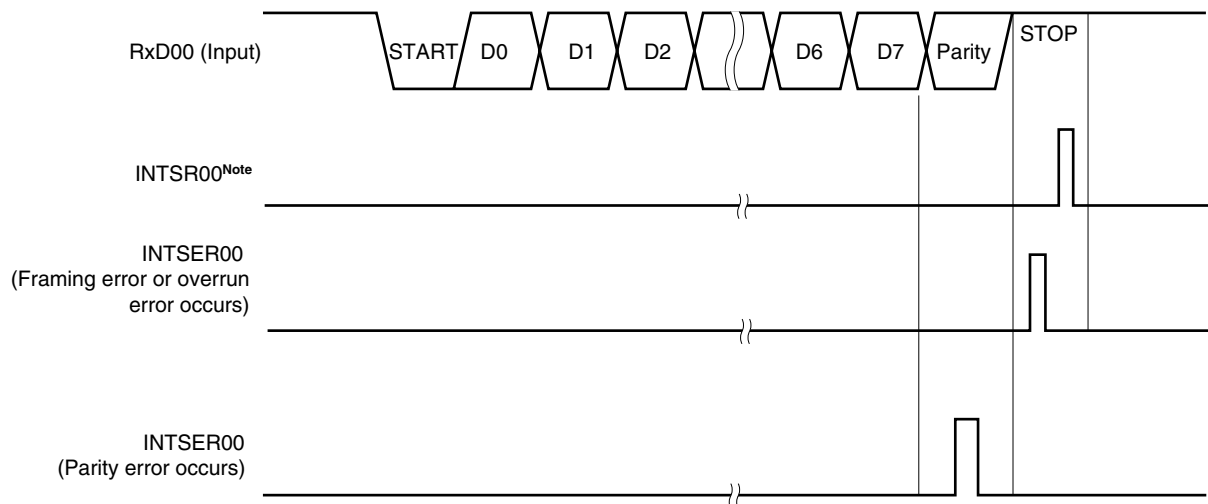 RxD00 (Input)
START D0 D1 D2 D6 D7 Parity STOP
INTSR00Note
INTSER00
(Framing error or overrun
error occurs)
INTSER00
(Parity error occurs)